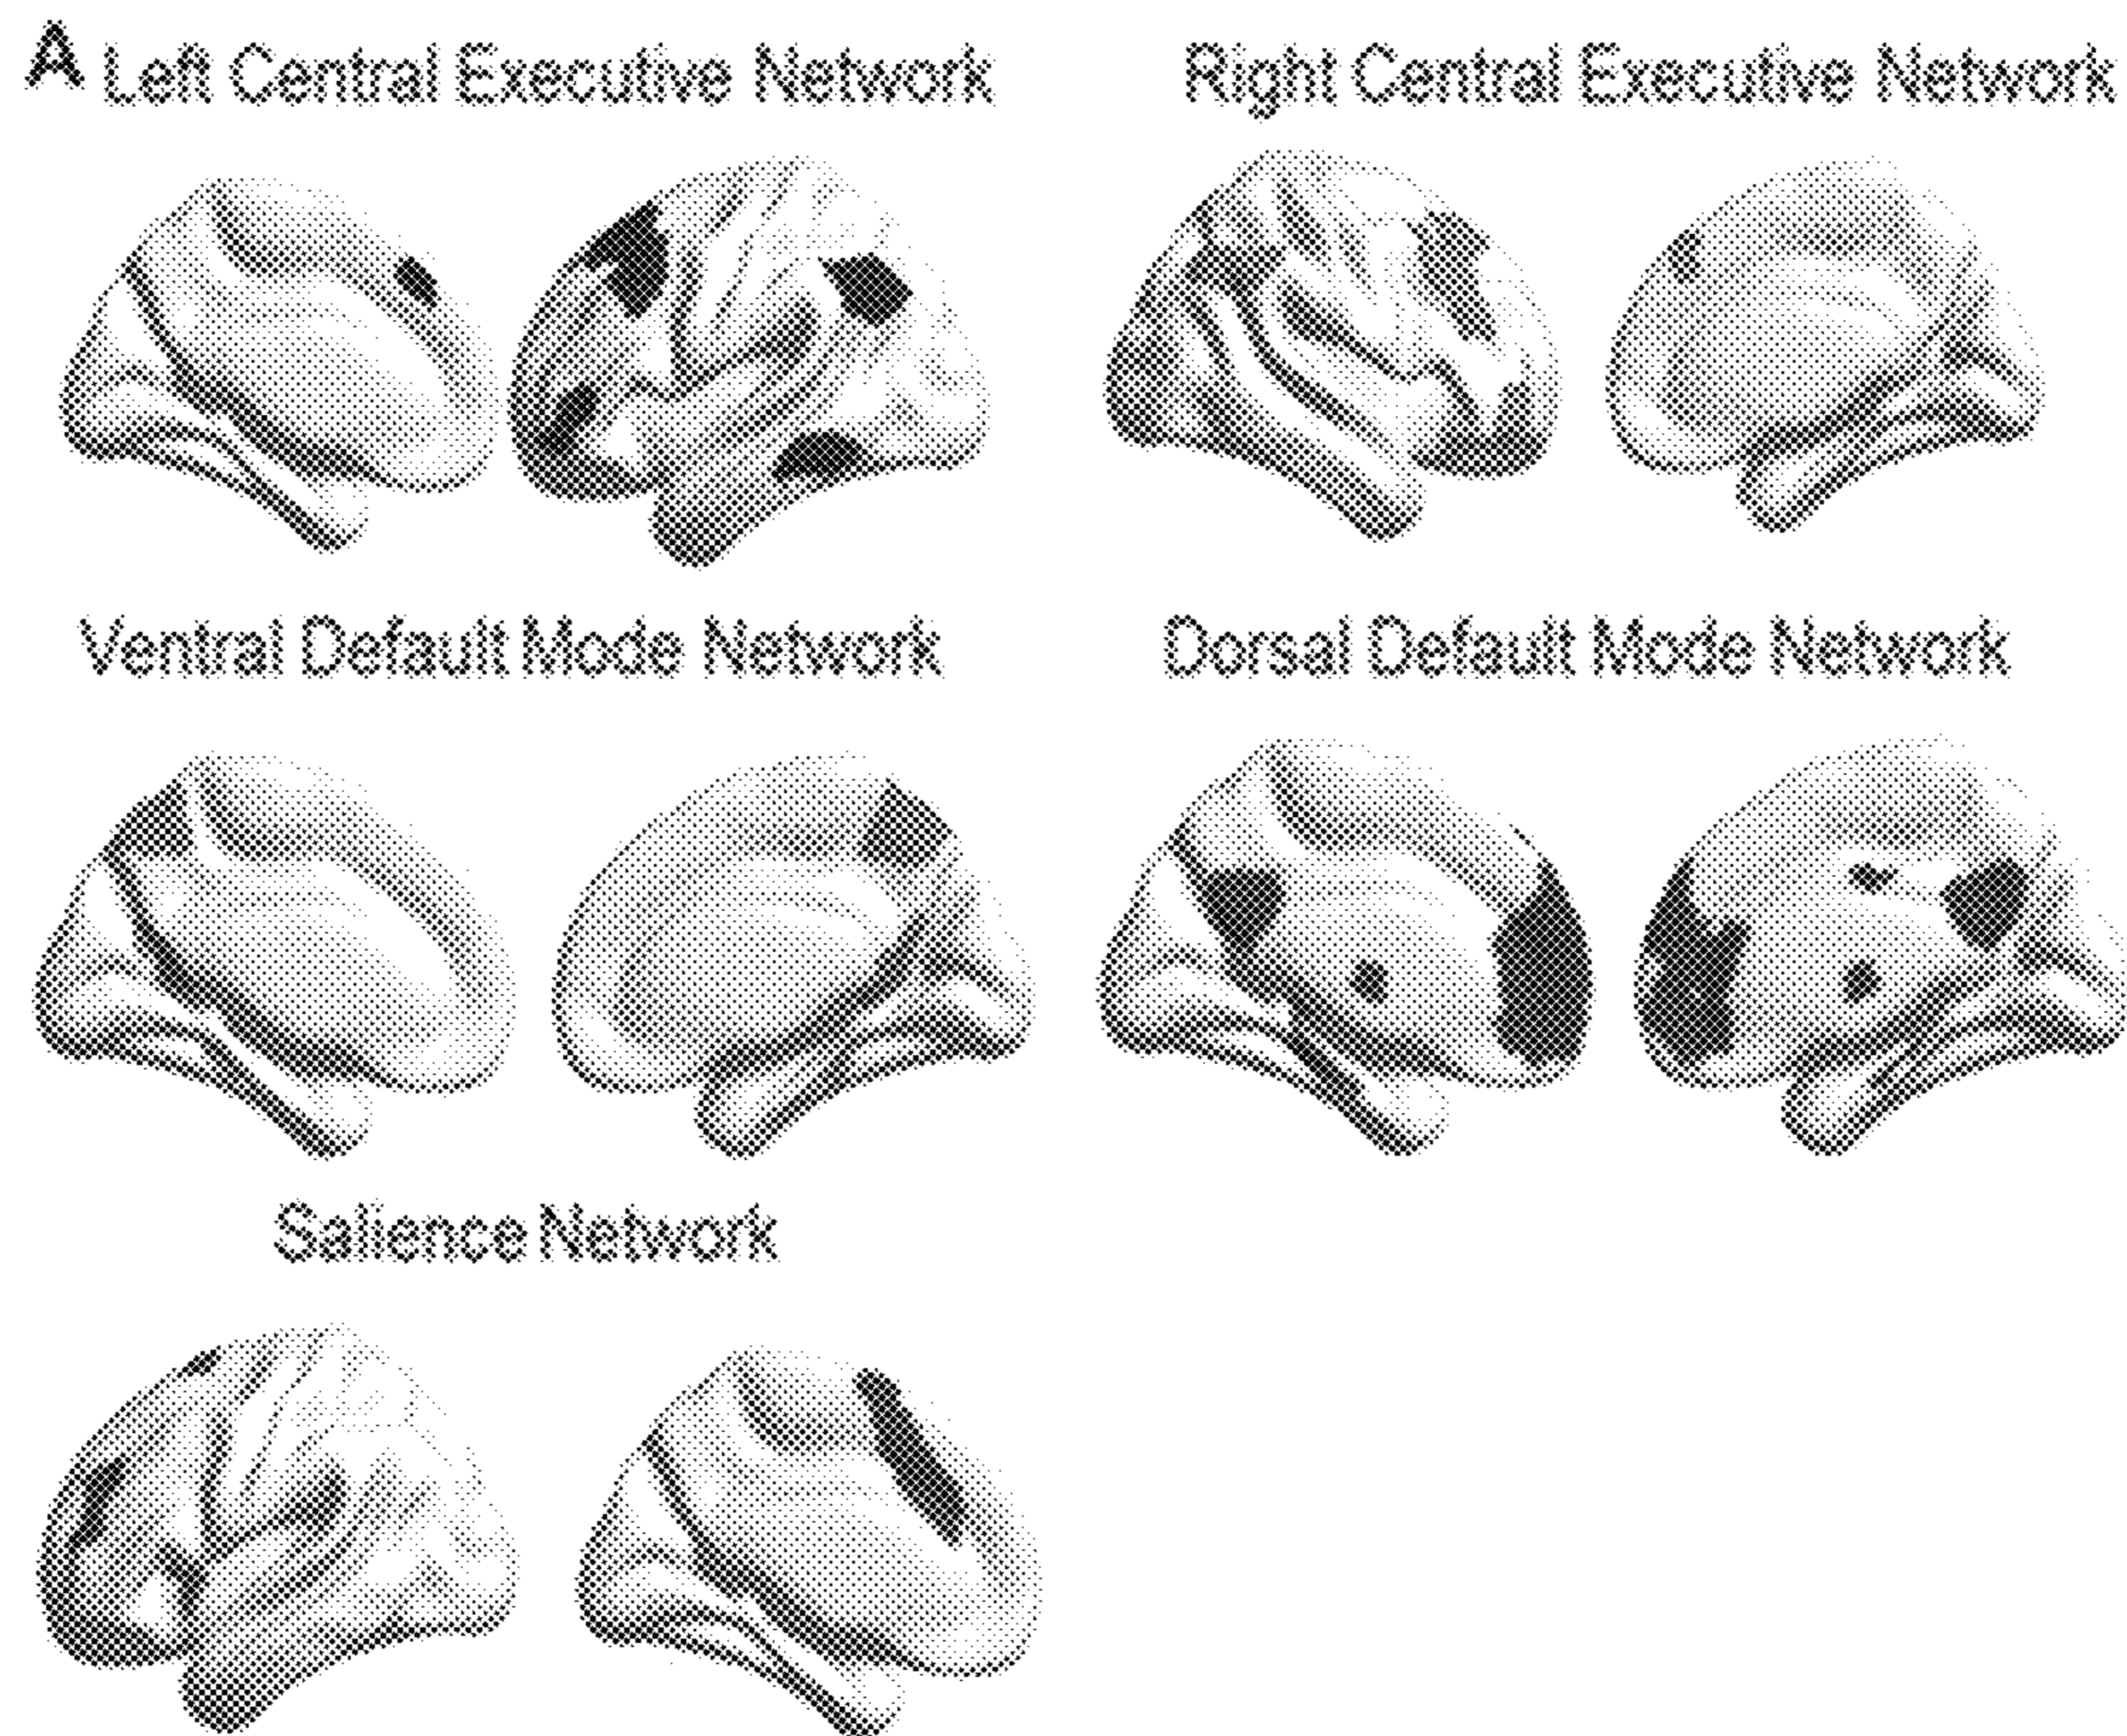 A Left Central Executive Network
Right Central Executive Network
Ventral Default Mode Network
Dorsal Default Mode Network
Salience Network